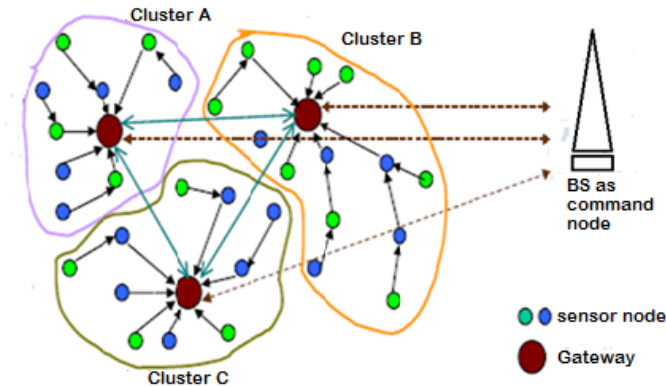 Cluster A
Cluster B
BS as
command
node
sensor node
Gateway
Cluster C